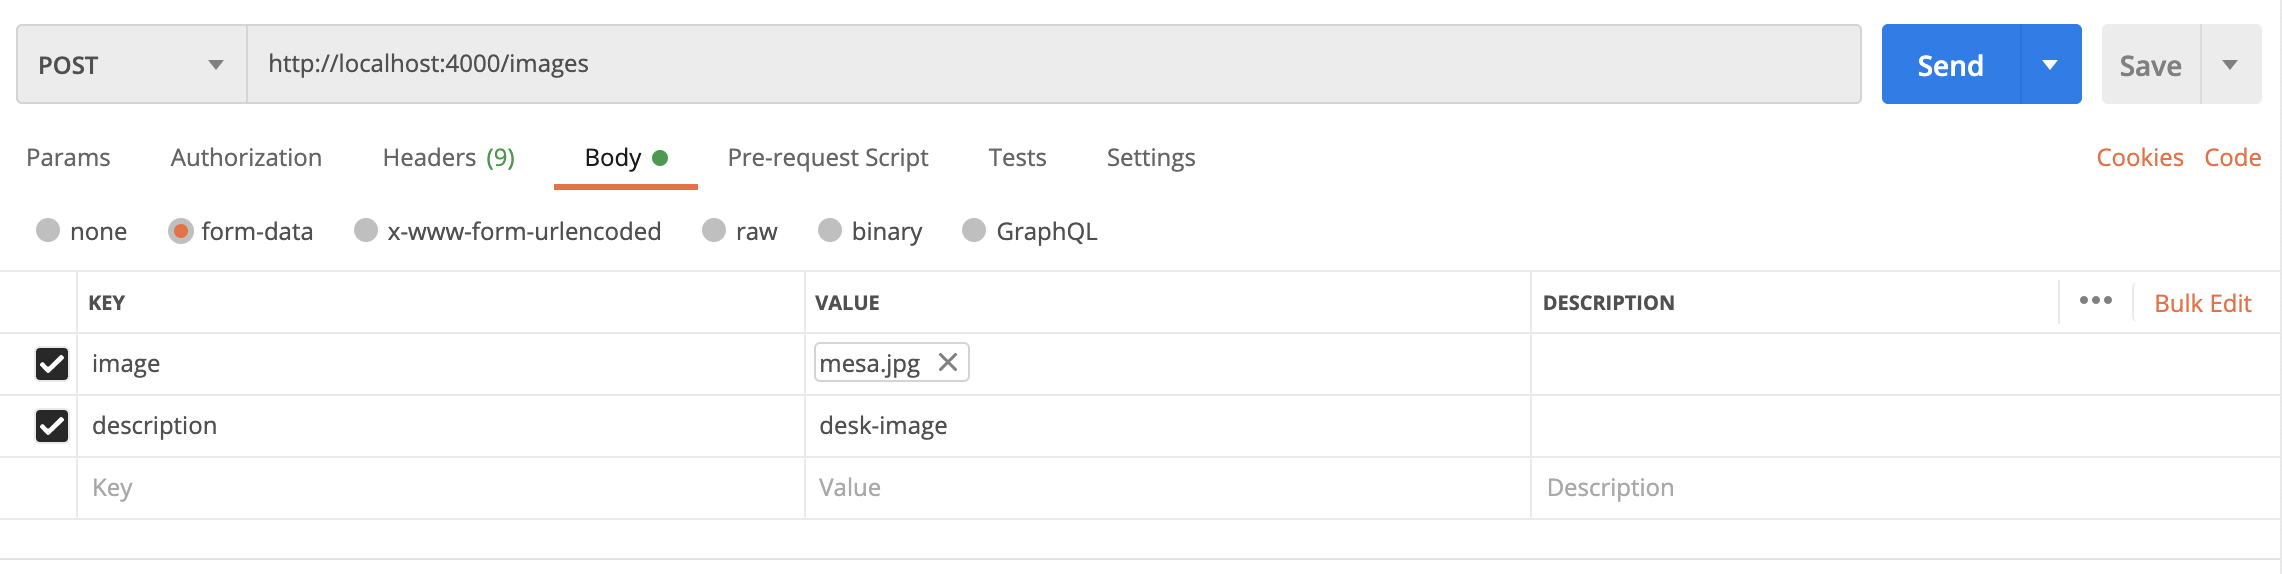 POST http://localhost:4000/images Send Save
Params Authorization Headers (9) Body Pre-request Script Tests Settings Cookies Code
none form-data x-www-form-urlencoded raw binary GraphQL
KEY VALUE DESCRIPTION ••• Bulk Edit
image mesa.jpg
description desk-image
Key Value Description